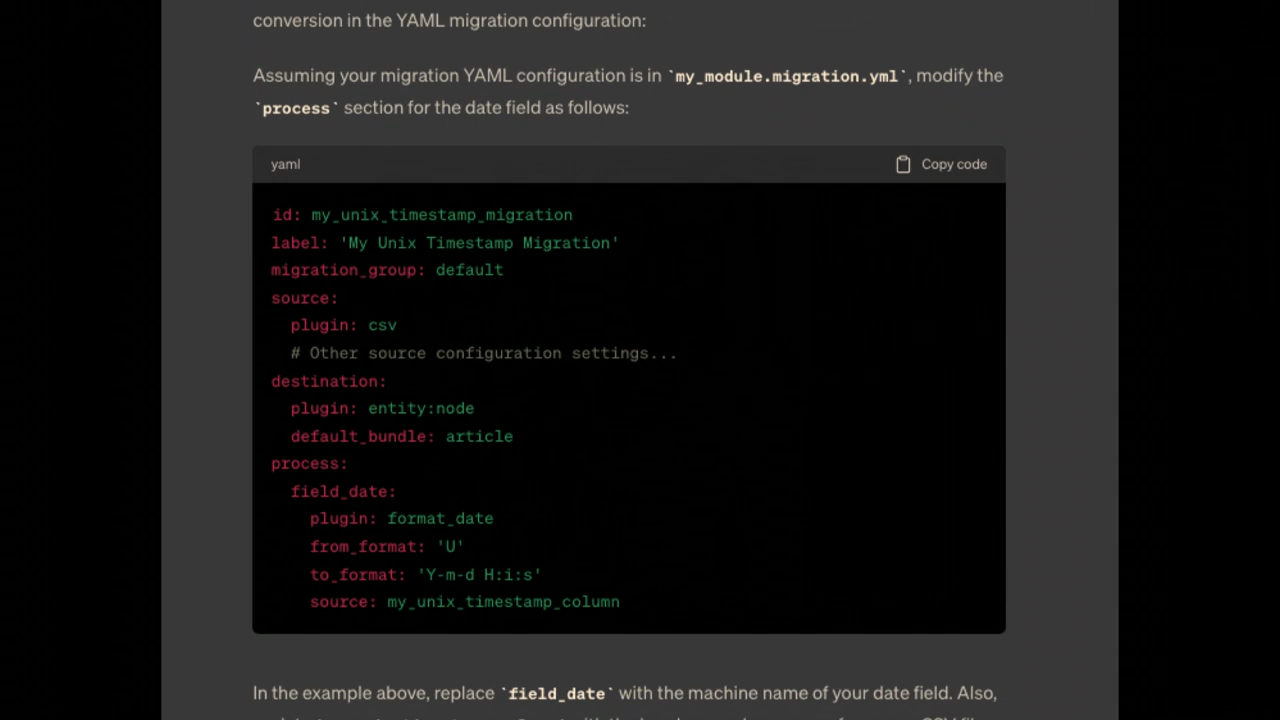 conversion in the YAML migration configuration:
Assuming your migration YAML configuration is in `my_module.migration.yml`, modify the
`process` section for the date field as follows:
yaml Copy code
id: my_unix_timestamp_migration
label: 'My Unix Timestamp Migration'
migration_group: default
source:
  plugin: csv
  # Other source configuration settings...
destination:
  plugin: entity:node
  default_bundle: article
process:
  field_date:
    plugin: format_date
    from_format: 'U'
    to_format: 'Y-m-d H:i:s'
    source: my_unix_timestamp_column
In the example above, replace `field_date` with the machine name of your date field. Also,